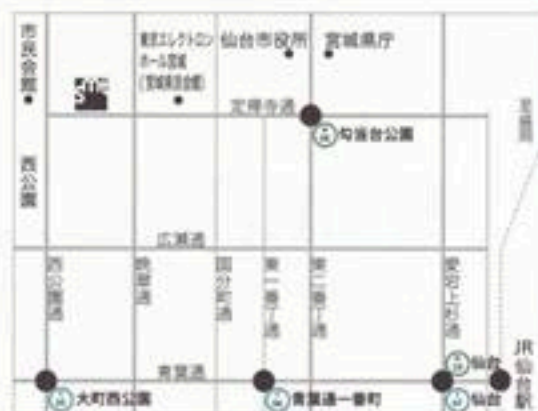 市民会館
smt
東京エレクトロン
ホール宮城
(宮城県民会館)
仙台市役所
宮城県庁
定禅寺通
勾当台公園
西公園
広瀬通
西公園通
晩翠通
国分町通
東一番丁通
東二番丁通
愛宕上杉通
青葉通
大町西公園
青葉通一番町
仙台
仙台
JR仙台駅